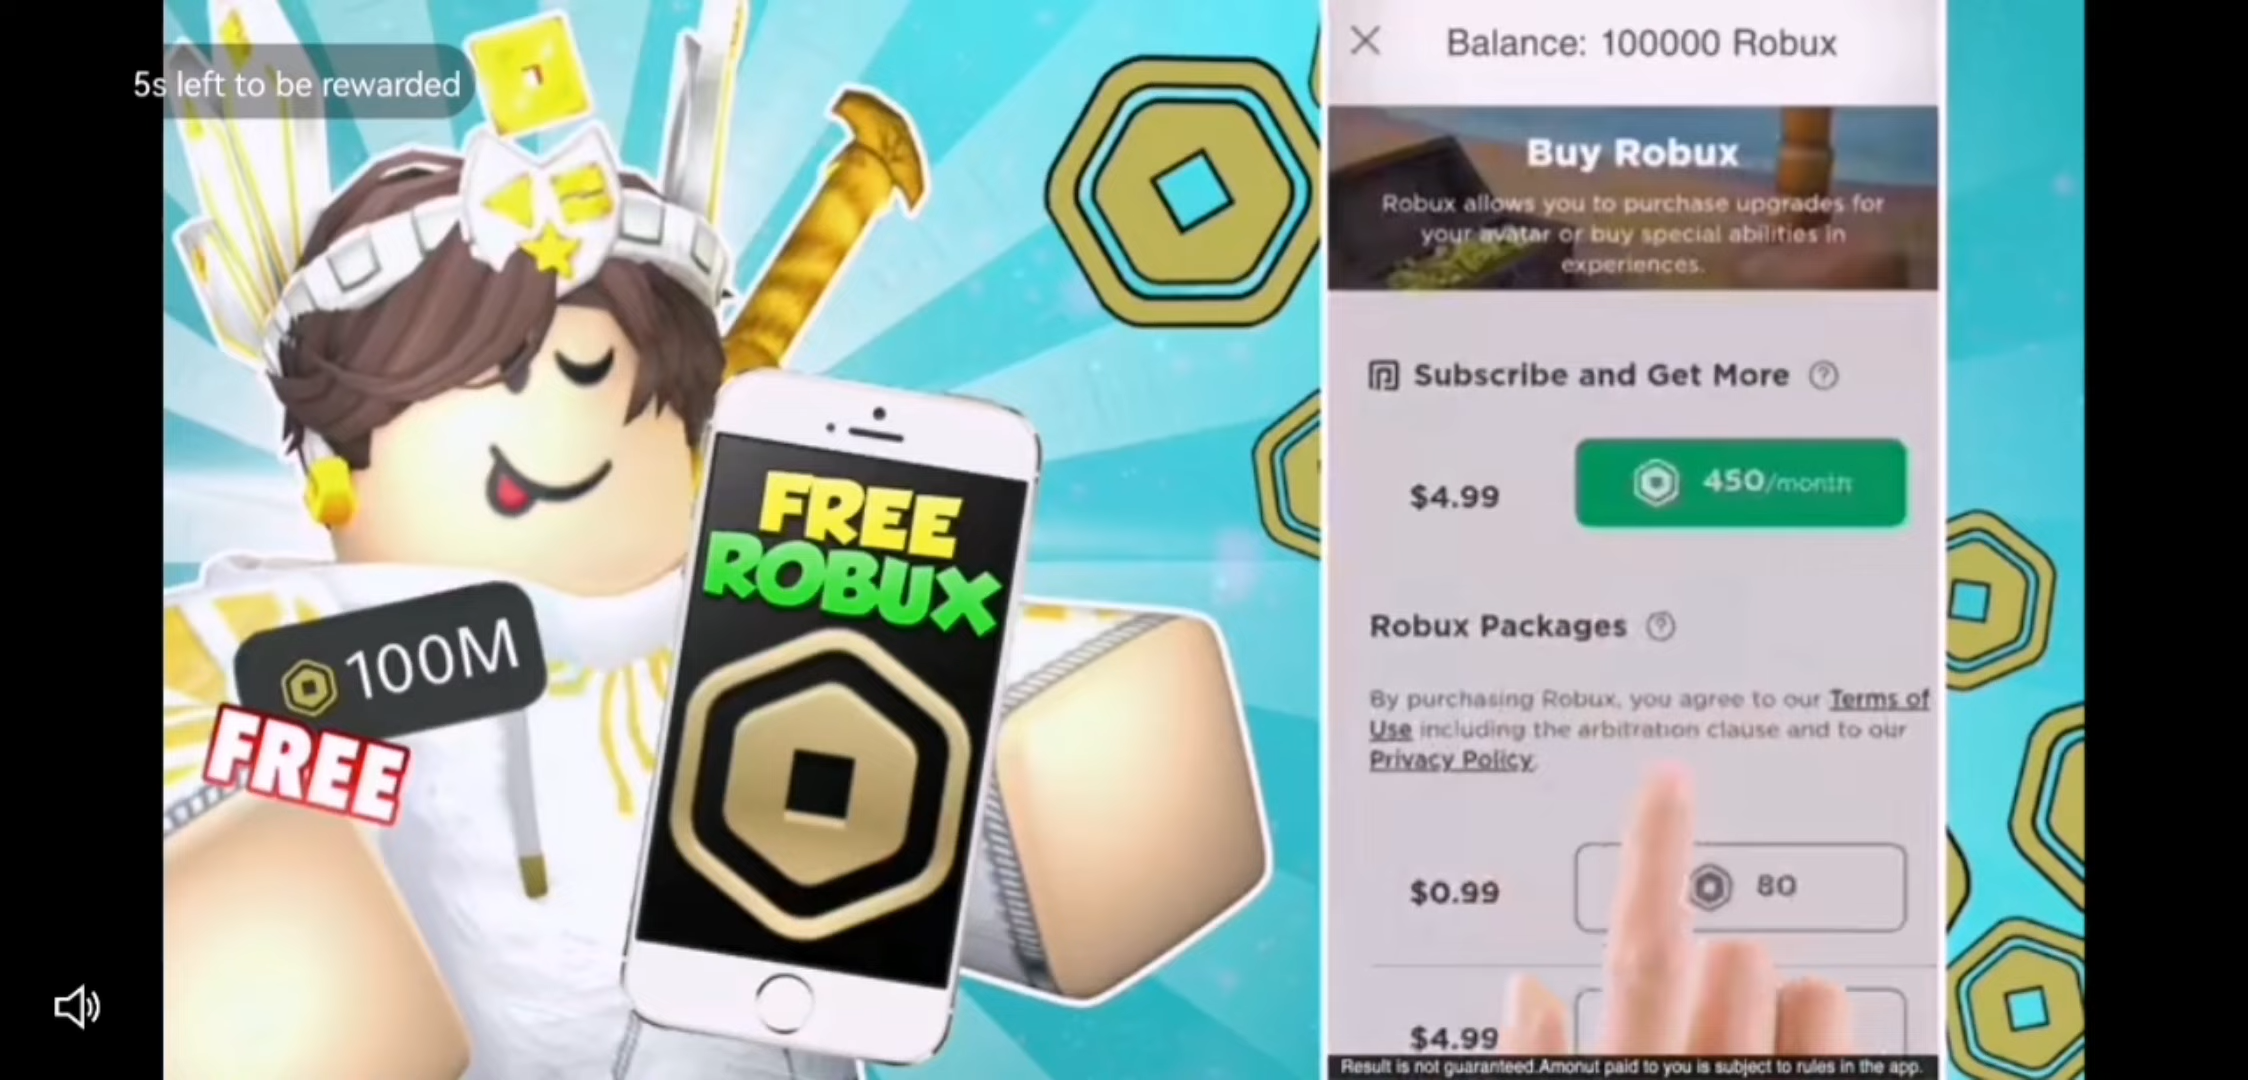 5s left to be rewarded
100M
FREE
FREE
ROBUX
Balance: 100000 Robux
Buy Robux
Robux allows you to purchase upgrades for
your avatar or buy special abilities in
experiences.
Subscribe and Get More
$4.99
450/month
Robux Packages
By purchasing Robux, you agree to our Terms of
Use including the arbitration clause and to our
Privacy Policy.
$0.99
80
$4.99
Result is not guaranteed.Amonut paid to you is subject to rules in the app.